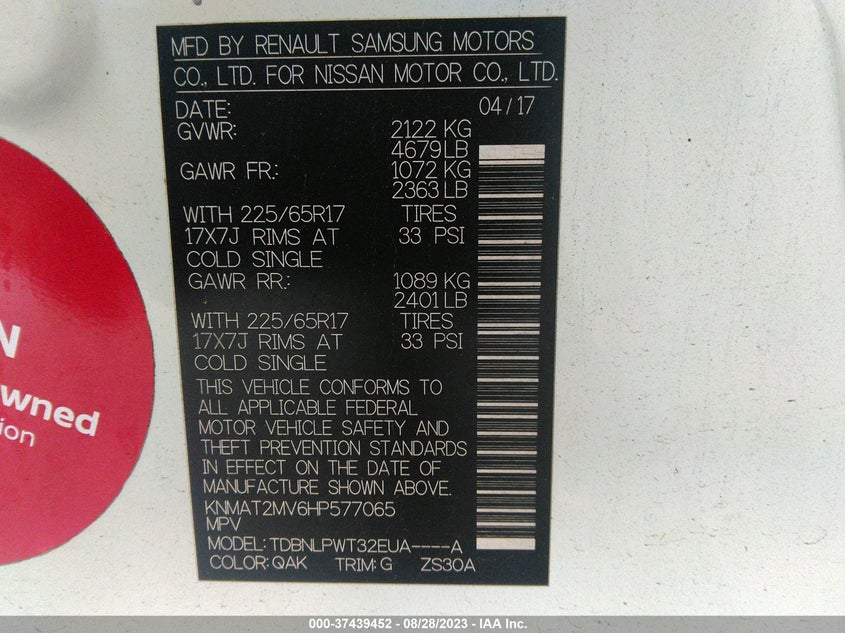 MFD BY RENAULT SAMSUNG MOTORS
CO., LTD. FOR NISSAN MOTOR CO., LTD.
DATE: 04/17
GVWR: 2122 KG
4679LB
GAWR FR.: 1072 KG
2363 LB
WITH 225/65R17 TIRES
17X7J RIMS AT 33 PSI
COLD SINGLE
GAWR RR.: 1089 KG
2401LB
WITH 225/65R17 TIRES
17X7J RIMS AT 33 PSI
COLD SINGLE
THIS VEHICLE CONFORMS TO
ALL APPLICABLE FEDERAL
MOTOR VEHICLE SAFETY AND
THEFT PREVENTION STANDARDS
IN EFFECT ON THE DATE OF
MANUFACTURE SHOWN ABOVE.
KNMAT2MV6HP577065
MPV
MODEL: TDBNLPWT32EUA----A
COLOR: QAK TRIM: G ZS30A
N
wned
ion
000-37439452 - 08/28/2023 - IAA Inc.